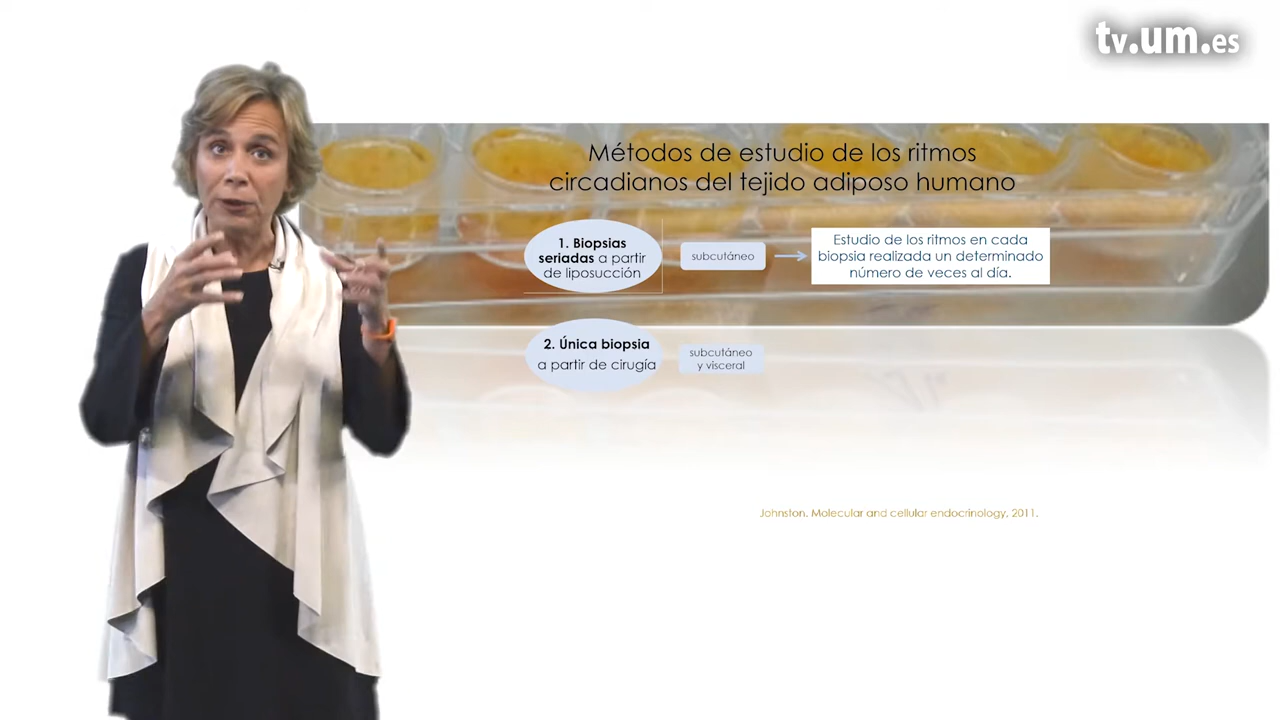 tv.um.es
Métodos de estudio de los ritmos
circadianos del tejido adiposo humano
1. Biopsias
seriadas a partir
de liposucción
subcutáneo
Estudio de los ritmos en cada
biopsia realizada un determinado
número de veces al día.
2. Única biopsia
a partir de cirugía
subcutáneo
y visceral
Johnston. Molecular and cellular endocrinology, 2011.